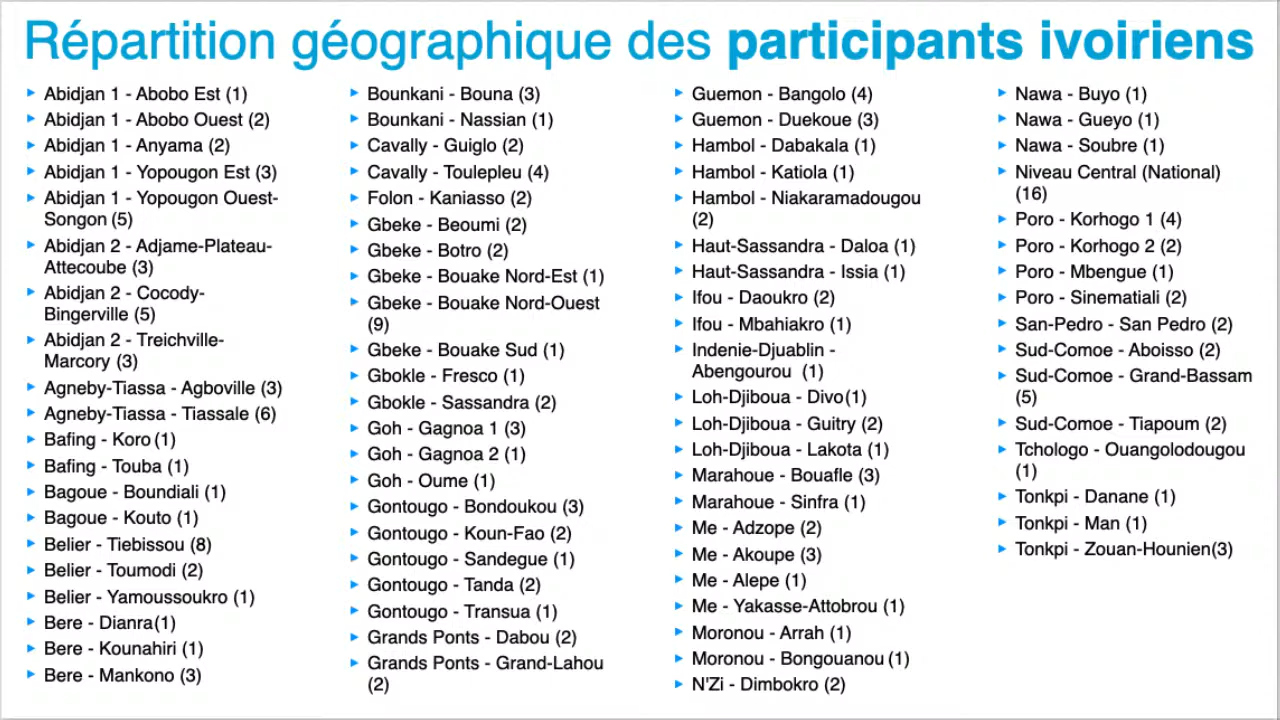 Répartition géographique des participants ivoiriens
Abidjan 1 - Abobo Est (1)
Abidjan 1 - Abobo Ouest (2)
Abidjan 1 - Anyama (2)
Abidjan 1 - Yopougon Est (3)
Abidjan 1 - Yopougon Ouest-
Songon (5)
Abidjan 2 - Adjame-Plateau-
Attecoube (3)
Abidjan 2 - Cocody-
Bingerville (5)
Abidjan 2 - Treichville-
Marcory (3)
Agneby-Tiassa - Agboville (3)
Agneby-Tiassa - Tiassale (6)
Bafing - Koro (1)
Bafing - Touba (1)
Bagoue - Boundiali (1)
Bagoue - Kouto (1)
Belier - Tiebissou (8)
Belier - Toumodi (2)
Belier - Yamoussoukro (1)
Bere - Dianra(1)
Bere - Kounahiri (1)
Bere - Mankono (3)
Bounkani - Bouna (3)
Bounkani - Nassian (1)
Cavally - Guiglo (2)
Cavally - Toulepleu (4)
Folon - Kaniasso (2)
Gbeke - Beoumi (2)
Gbeke - Botro (2)
Gbeke - Bouake Nord-Est (1)
Gbeke - Bouake Nord-Ouest
(9)
Gbeke - Bouake Sud (1)
Gbokle - Fresco (1)
Gbokle - Sassandra (2)
Goh - Gagnoa 1 (3)
Goh - Gagnoa 2 (1)
Goh - Oume (1)
Gontougo - Bondoukou (3)
Gontougo - Koun-Fao (2)
Gontougo - Sandegue (1)
Gontougo - Tanda (2)
Gontougo - Transua (1)
Grands Ponts - Dabou (2)
Grands Ponts - Grand-Lahou
(2)
Guemon - Bangolo (4)
Guemon - Duekoue (3)
Hambol - Dabakala (1)
Hambol - Katiola (1)
Hambol - Niakaramadougou
(2)
Haut-Sassandra - Daloa (1)
Haut-Sassandra - Issia (1)
Ifou - Daoukro (2)
Ifou - Mbahiakro (1)
Indenie-Djuablin -
Abengourou (1)
Loh-Djiboua - Divo(1)
Loh-Djiboua - Guitry (2)
Loh-Djiboua - Lakota (1)
Marahoue - Bouafle (3)
Marahoue - Sinfra (1)
Me - Adzope (2)
Me - Akoupe (3)
Me - Alepe (1)
Me - Yakasse-Attobrou (1)
Moronou - Arrah (1)
Moronou - Bongouanou (1)
N'Zi - Dimbokro (2)
Nawa - Buyo (1)
Nawa - Gueyo (1)
Nawa - Soubre (1)
Niveau Central (National)
(16)
Poro - Korhogo 1 (4)
Poro - Korhogo 2 (2)
Poro - Mbengue (1)
Poro - Sinematiali (2)
San-Pedro - San Pedro (2)
Sud-Comoe - Aboisso (2)
Sud-Comoe - Grand-Bassam
(5)
Sud-Comoe - Tiapoum (2)
Tchologo - Ouangolodougou
(1)
Tonkpi - Danane (1)
Tonkpi - Man (1)
Tonkpi - Zouan-Hounien(3)